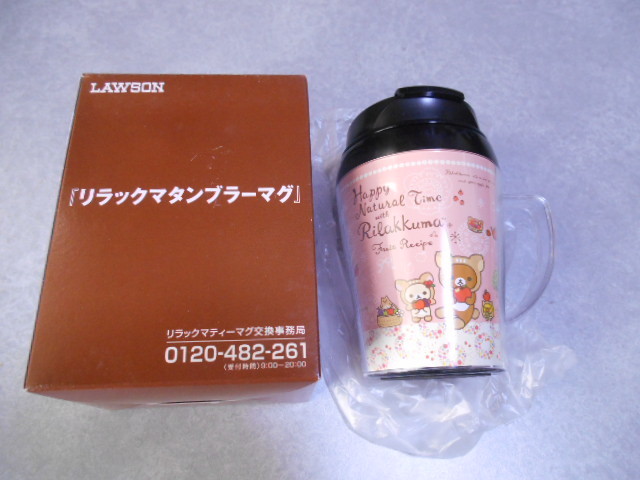 LAWSON
『リラックマタンブラーマグ』
リラックマティーマグ交換事務局
0120-482-261
(受付時間)9:00~20:00
Happy
Natural Time
with
Rilakkuma
Fruit Recipe